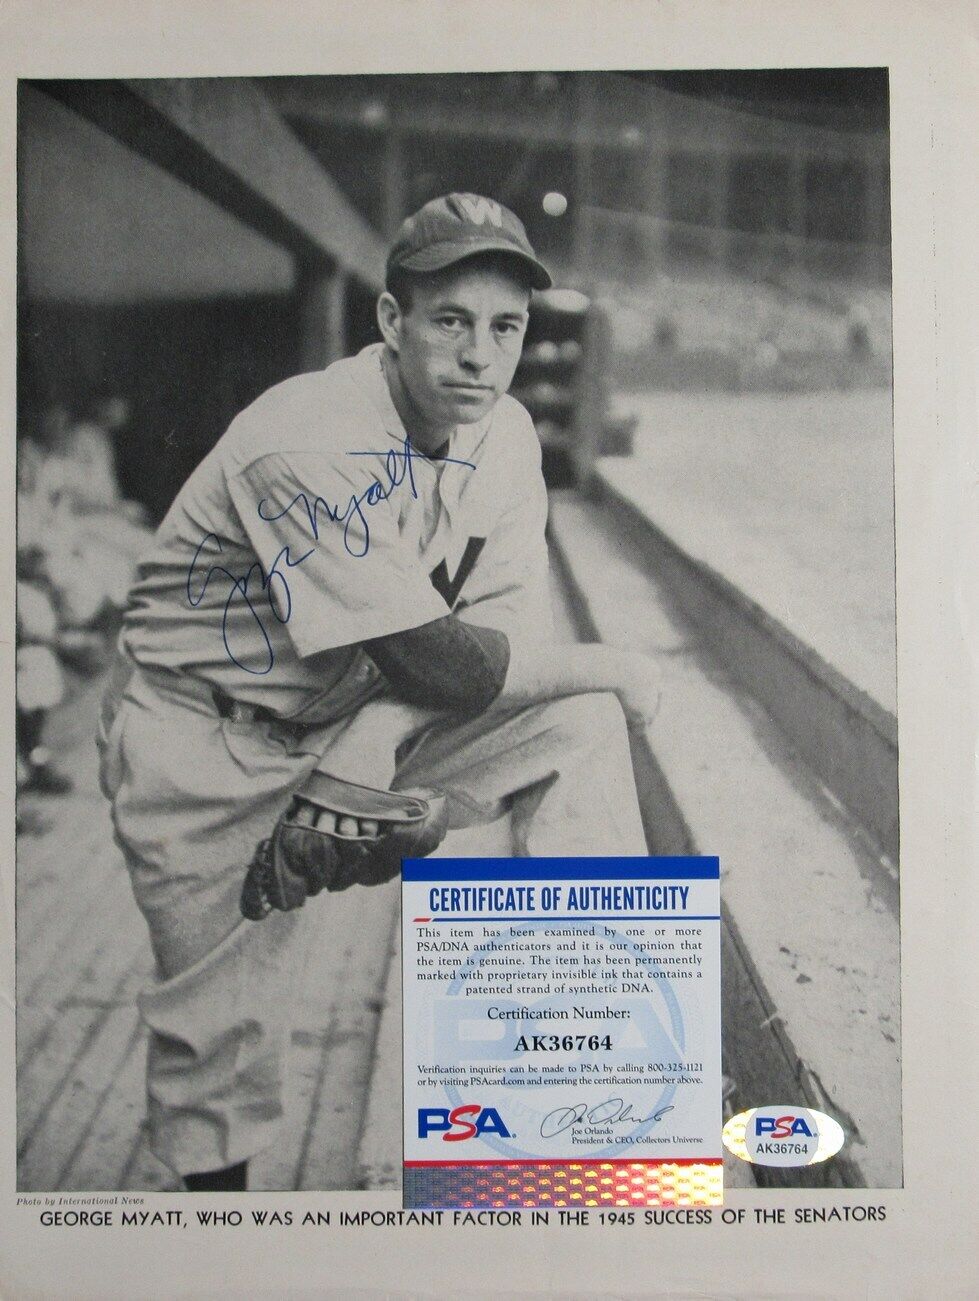 W
George Myatt
W
CERTIFICATE OF AUTHENTICITY
This item has been examined by one or more
PSA/DNA authenticators and it is our opinion that
the item is genuine. The item has been permanently
marked with proprietary invisible ink that contains a
patented strand of synthetic DNA.
Certification Number:
AK36764
Verification inquiries can be made to PSA by calling 800-325-1121
or by visiting PSAcard.com and entering the certification number above.
PSA
Joe Orlando
Joe Orlando
President & CEO, Collectors Universe
PSA
AK36764
Photo by International News
GEORGE MYATT, WHO WAS AN IMPORTANT FACTOR IN THE 1945 SUCCESS OF THE SENATORS